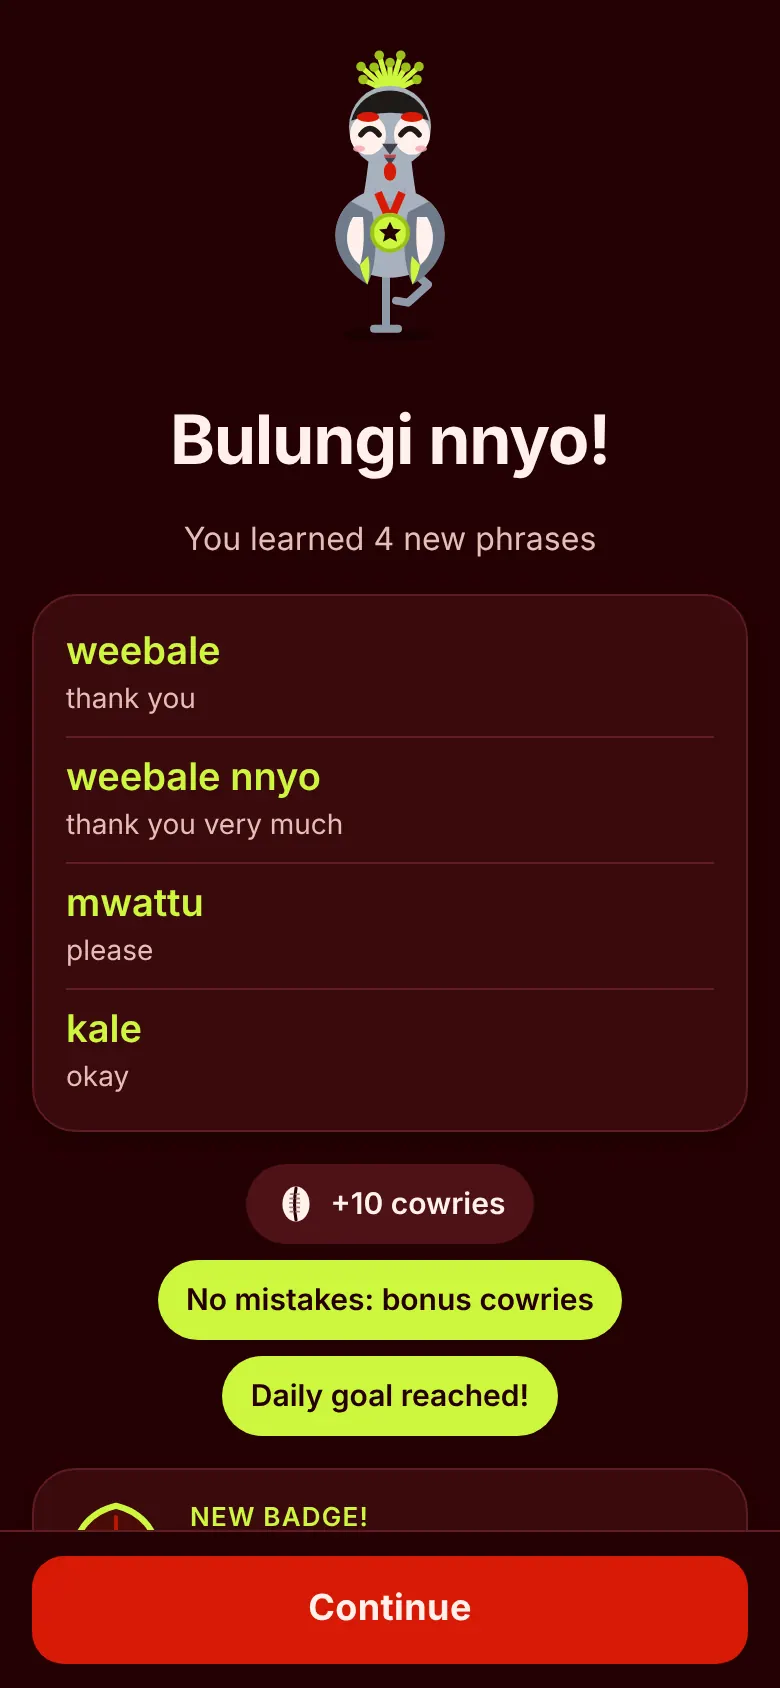 Bulungi nnyo!
You learned 4 new phrases
weebale
thank you
weebale nnyo
thank you very much
mwattu
please
kale
okay
+10 cowries
No mistakes: bonus cowries
Daily goal reached!
NEW BADGE!
Continue